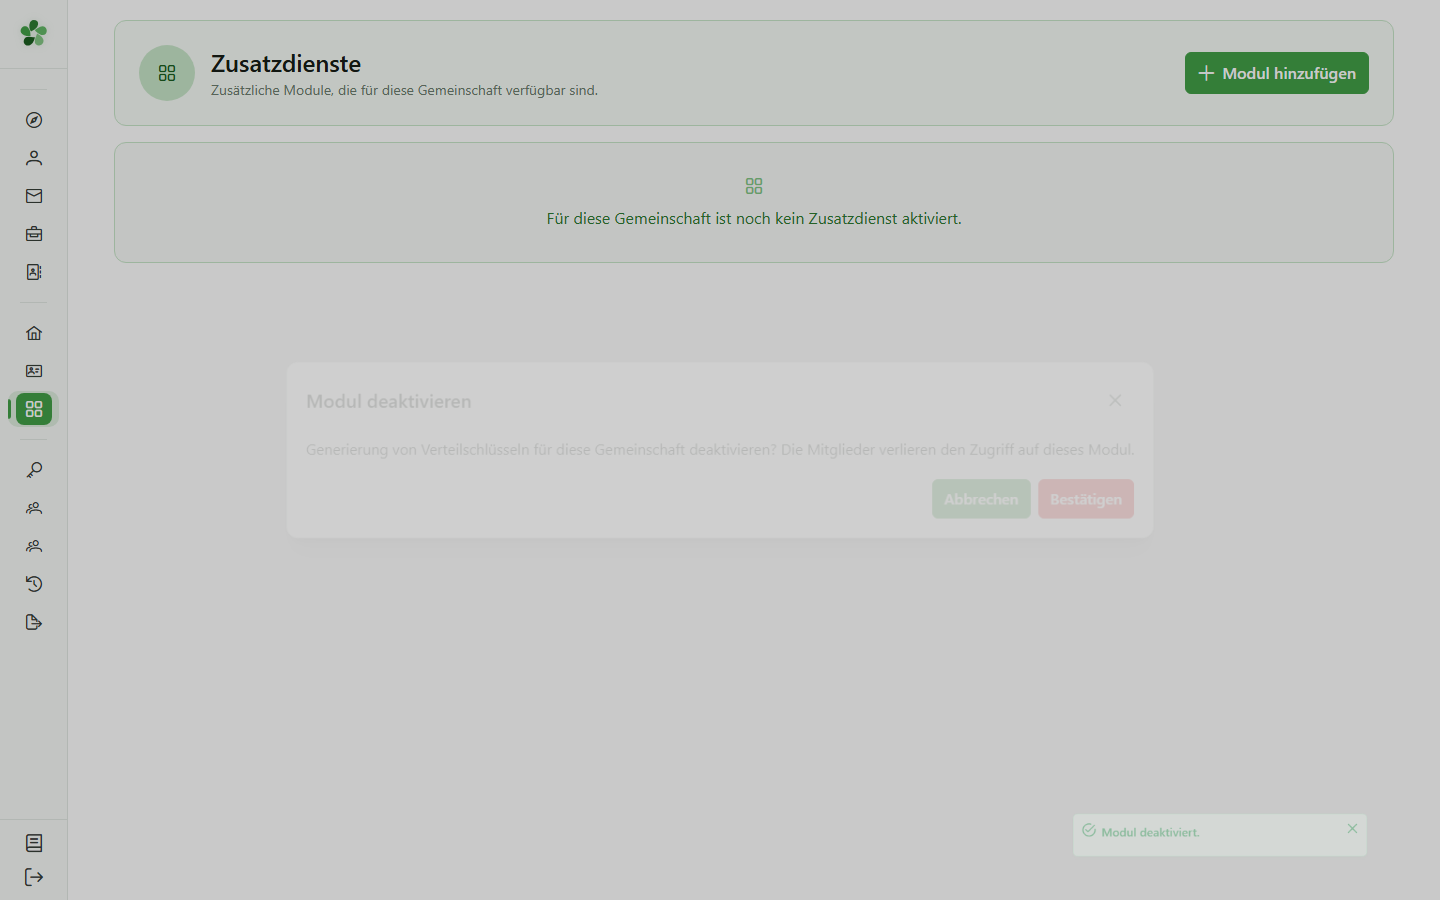 Zusatzdienste
Zusätzliche Module, die für diese Gemeinschaft verfügbar sind.
Modul hinzufügen
Für diese Gemeinschaft ist noch kein Zusatzdienst aktiviert.
Modul deaktivieren
Generierung von Verteilschlüsseln für diese Gemeinschaft deaktivieren? Die Mitglieder verlieren den Zugriff auf dieses Modul.
Abbrechen
Bestätigen
Modul deaktiviert.